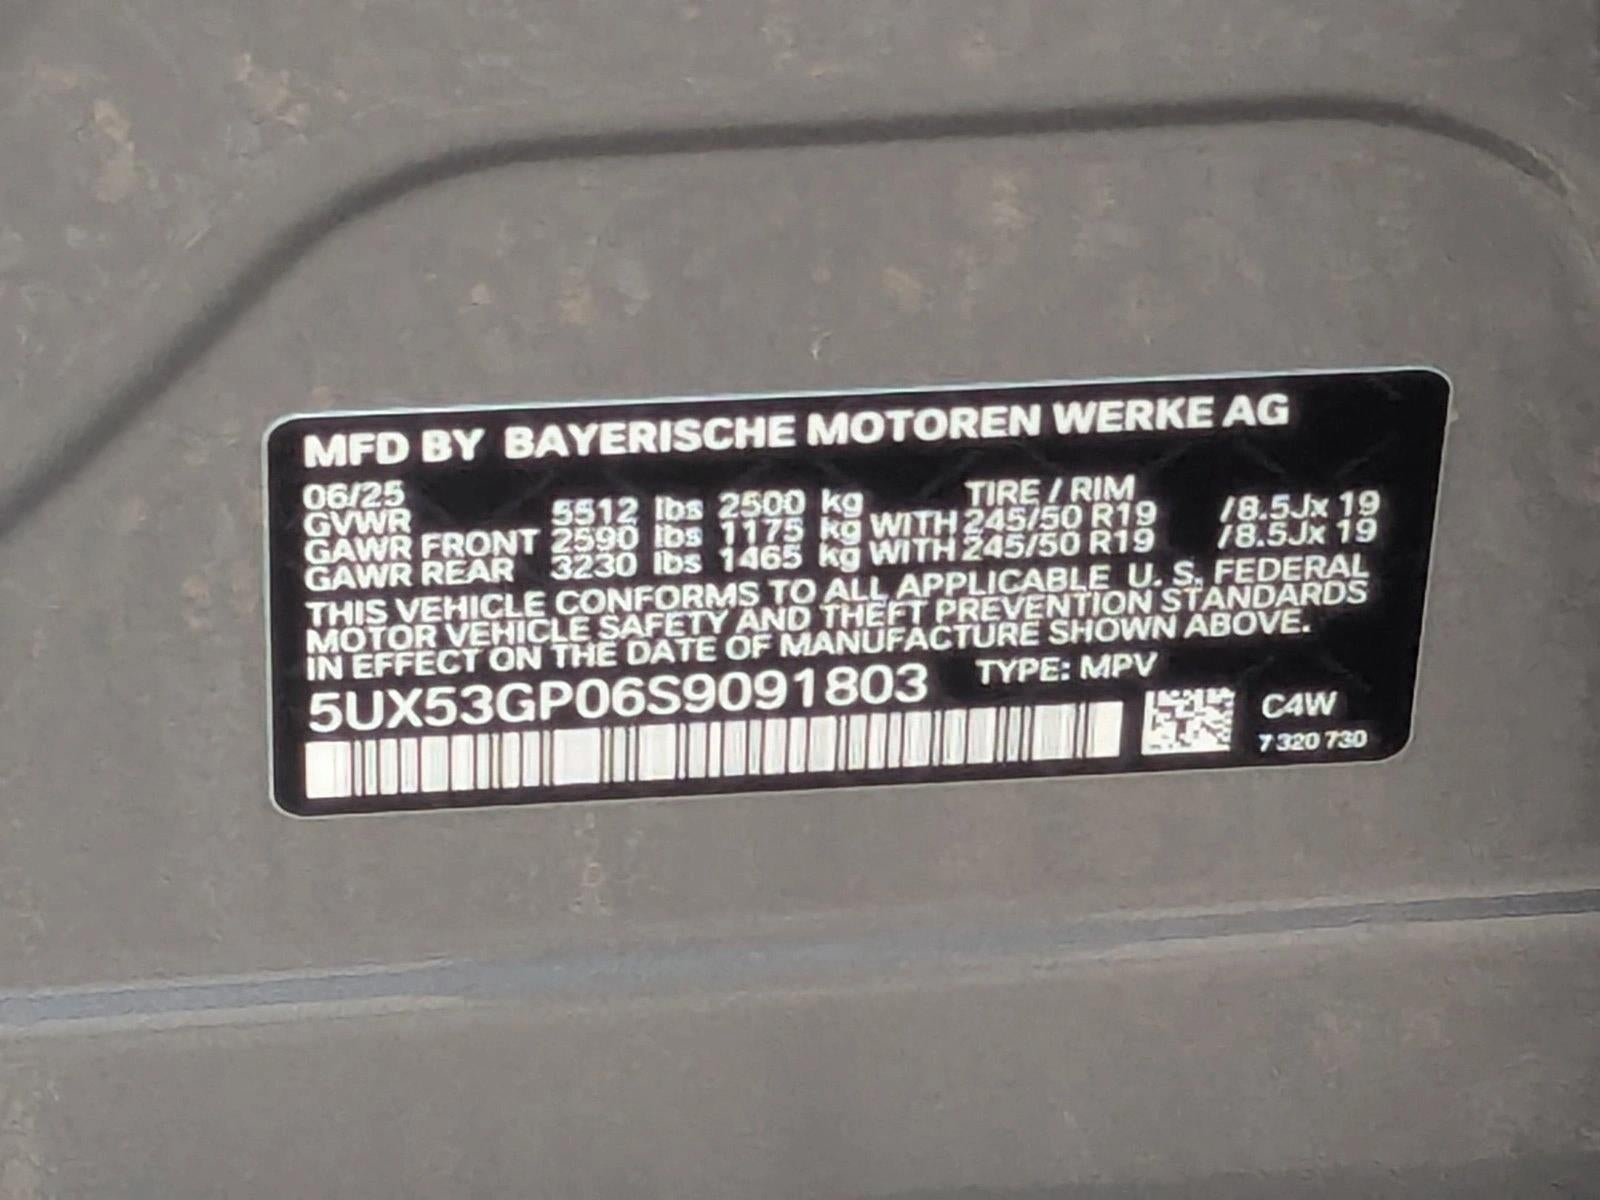 MFD BY BAYERISCHE MOTOREN WERKE AG
06/25 TIRE / RIM
GVWR 5512 lbs 2500 kg
GAWR FRONT 2590 lbs 1175 kg WITH 245/50 R19 /8.5Jx 19
GAWR REAR 3230 lbs 1465 kg WITH 245/50 R19 /8.5Jx 19
THIS VEHICLE CONFORMS TO ALL APPLICABLE U. S. FEDERAL
MOTOR VEHICLE SAFETY AND THEFT PREVENTION STANDARDS
IN EFFECT ON THE DATE OF MANUFACTURE SHOWN ABOVE.
5UX53GP06S9091803 TYPE: MPV
C4W
7 320 730